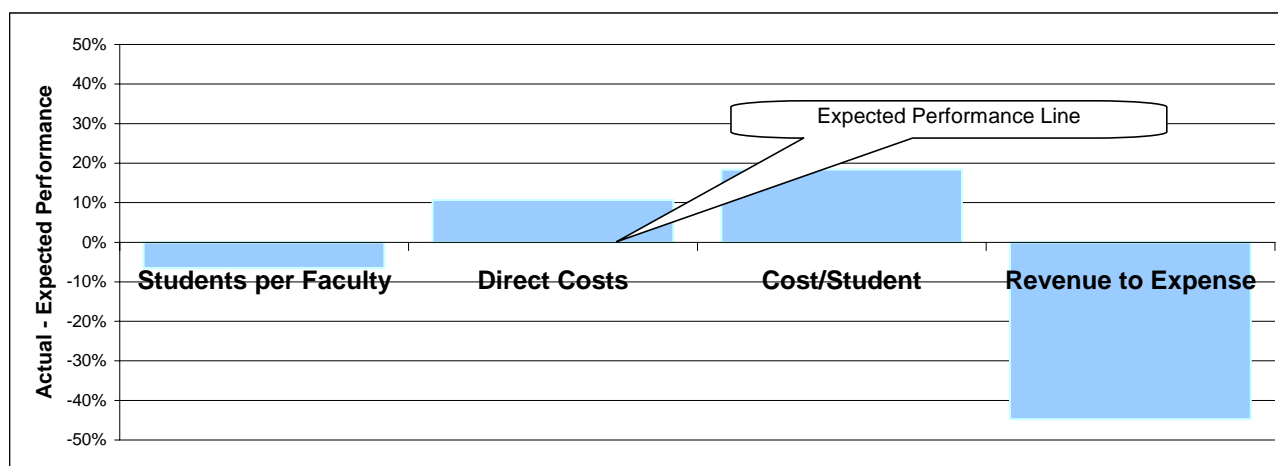 Actual - Expected Performance
50%
40%
30%
20%
10%
0%
-10%
-20%
-30%
-40%
-50%
Expected Performance Line
Students per Faculty
Direct Costs
Cost/Student
Revenue to Expense